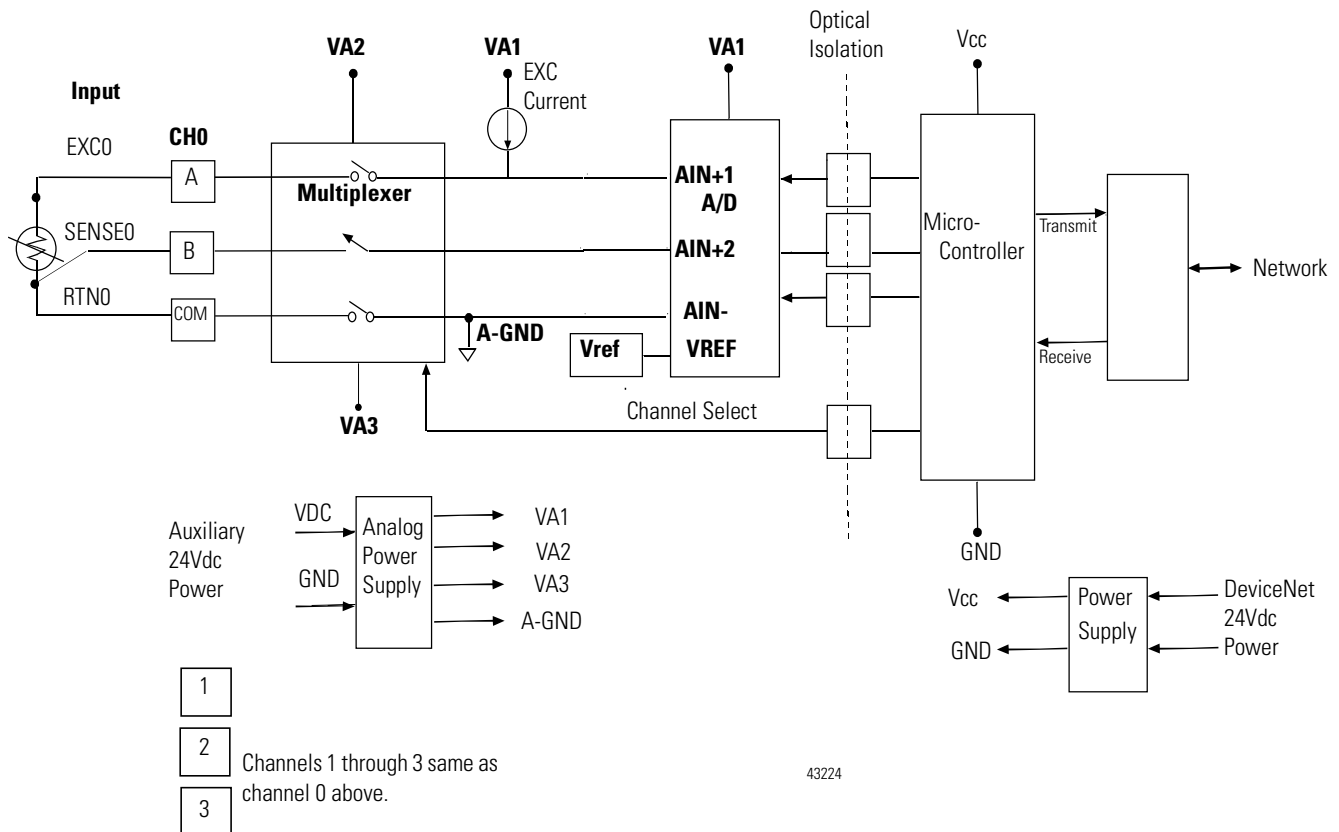 Optical
Isolation
VA2
VA1
EXC
Current
VA1
Vcc
Input
EXC0
CH0
A
Multiplexer
AIN+1
A/D
SENSE0
B
AIN+2
Micro-
Controller
Transmit
Network
RTN0
COM
A-GND
AIN-
Vref
VREF
Receive
Channel Select
VA3
GND
Auxiliary
24Vdc
Power
VDC
GND
Analog
Power
Supply
VA1
VA2
VA3
A-GND
Vcc
GND
Power
Supply
DeviceNet
24Vdc
Power
1
2
3
Channels 1 through 3 same as
channel 0 above.
43224